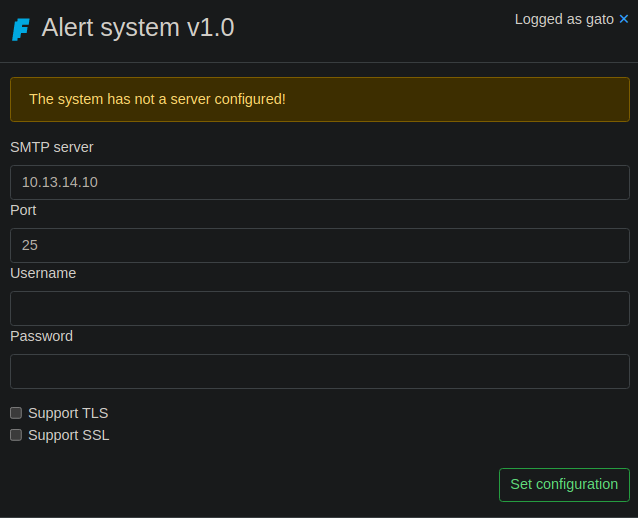 Alert system v1.0
Logged as gato ×
The system has not a server configured!
SMTP server
10.13.14.10
Port
25
Username
Password
Support TLS
Support SSL
Set configuration